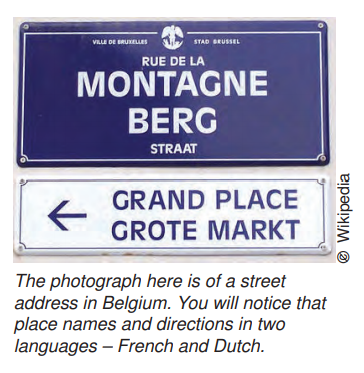 VILLE DE BRUXELLES STAD BRUSSEL
RUE DE LA
MONTAGNE
BERG
STRAAT
GRAND PLACE
GROTE MARKT
© Wikipedia
The photograph here is of a street
address in Belgium. You will notice that
place names and directions in two
languages – French and Dutch.